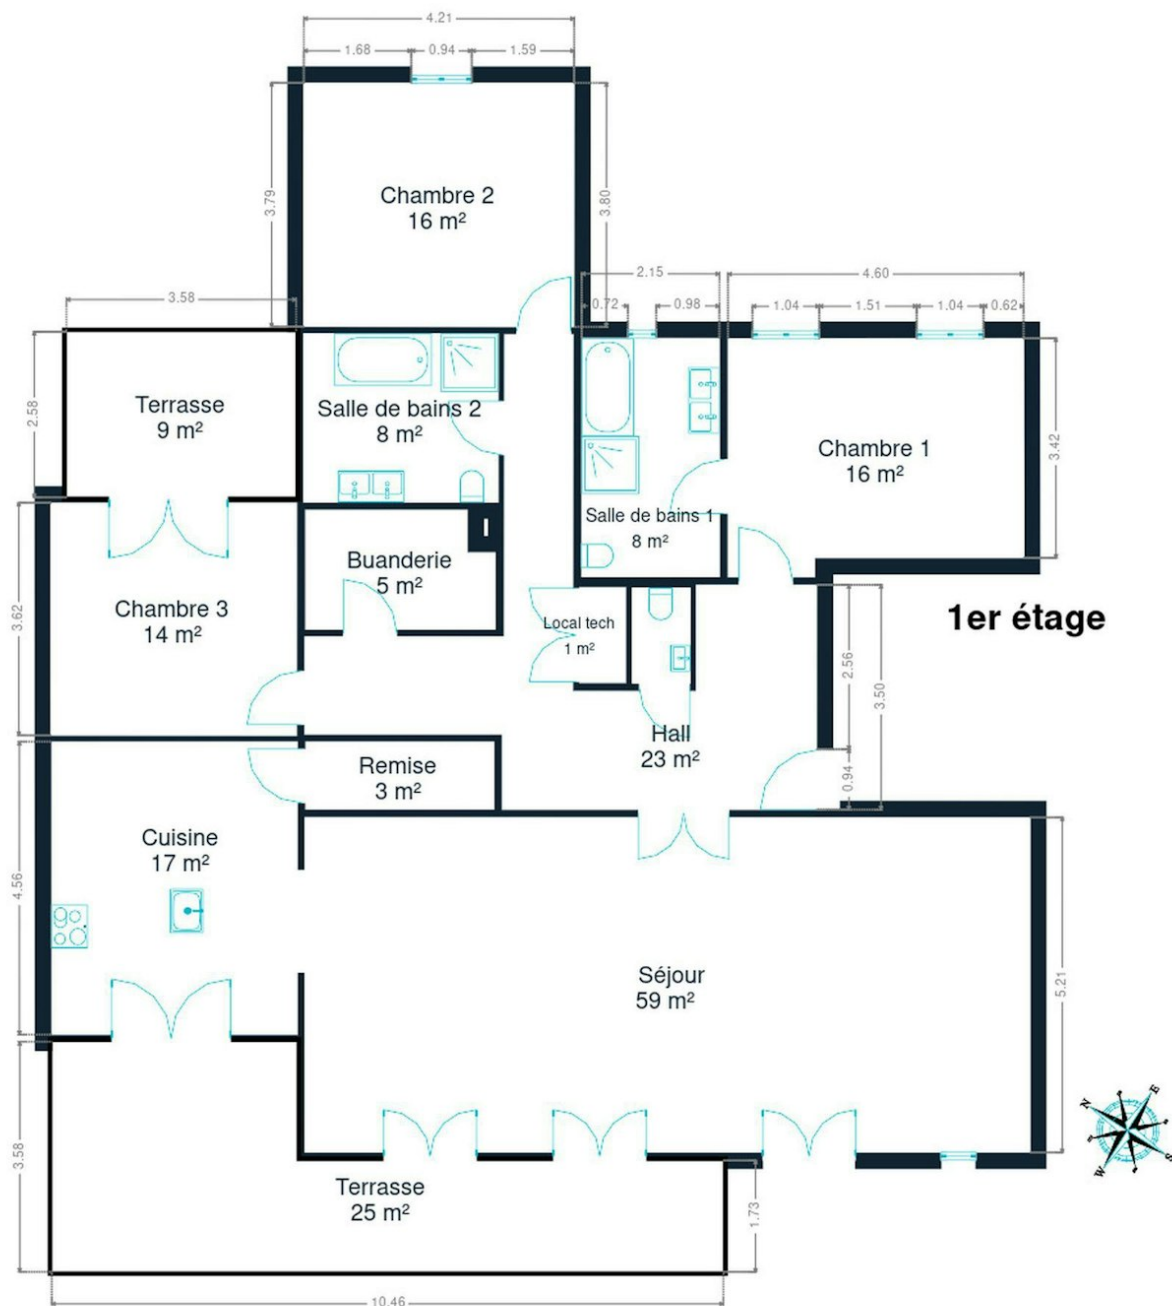 4.21
1.68 0.94 1.59
3.79
3.80
Chambre 2
16 m²
3.58
2.15
4.60
0.72 0.98
1.04 1.51 1.04 0.62
2.58
Terrasse
9 m²
Salle de bains 2
8 m²
Chambre 1
16 m²
3.42
Salle de bains 1
8 m²
Buanderie
5 m²
Chambre 3
14 m²
3.62
Local tech
1 m²
1er étage
2.56
3.50
0.94
Hall
23 m²
Remise
3 m²
Cuisine
17 m²
4.56
Séjour
59 m²
5.21
N E
W S
3.58
Terrasse
25 m²
1.73
10.46